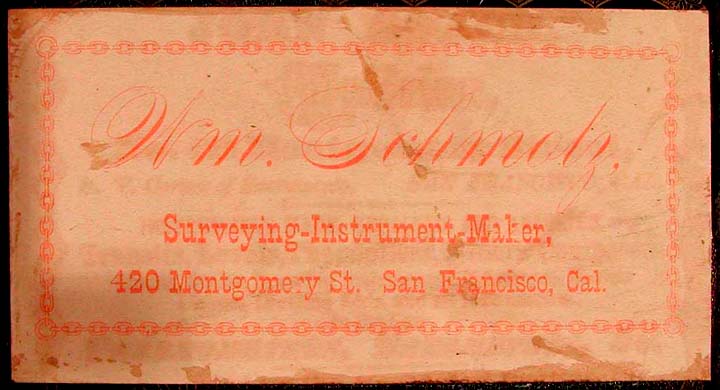 Wm. Schmolz,
Surveying-Instrument-Maker,
420 Montgomery St. San Francisco, Cal.